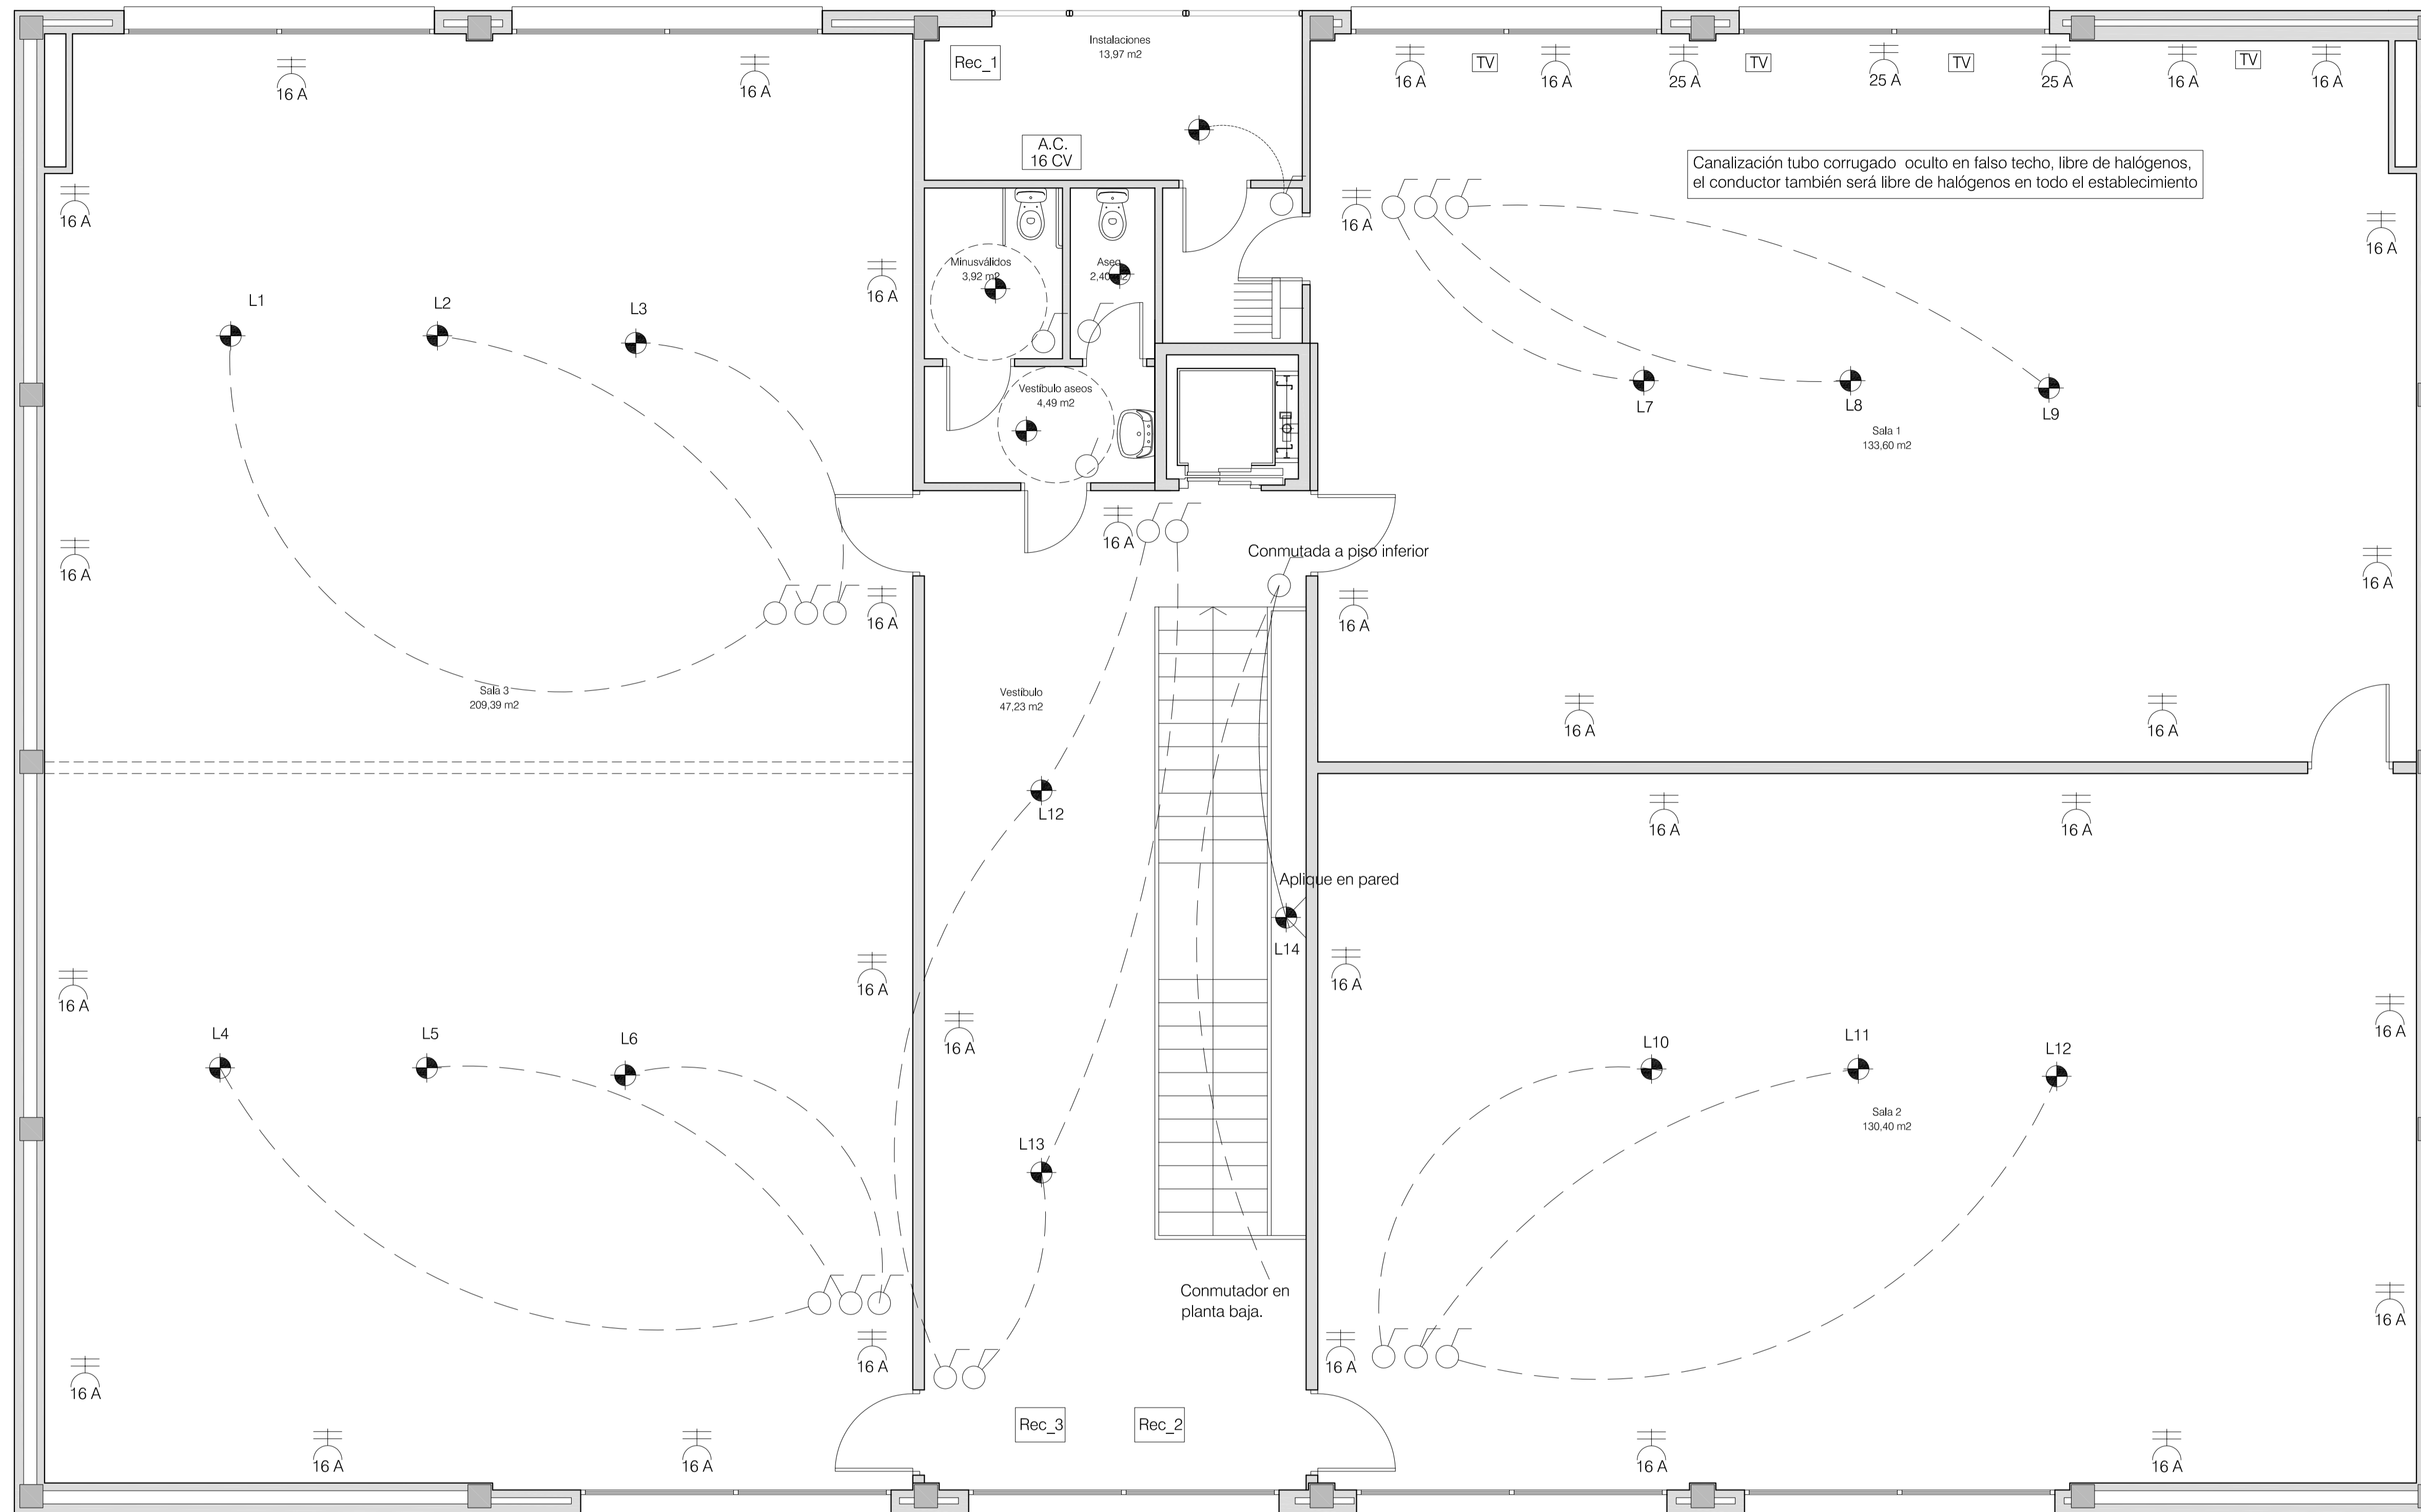 Instalaciones
13,97 m2
Rec_1
A.C.
16 CV
16 A
16 A
16 A
TV
16 A
25 A
TV
25 A
TV
25 A
16 A
TV
16 A
Canalización tubo corrugado oculto en falso techo, libre de halógenos,
el conductor también será libre de halógenos en todo el establecimiento
16 A
16 A
16 A
16 A
Minusválidos
3,92 m2
Aseo
2,40 m2
L1
L2
L3
Vestíbulo aseos
4,49 m2
L7
L8
L9
Sala 1
133,60 m2
16 A
Conmutada a piso inferior
16 A
16 A
16 A
16 A
Sala 3
209,39 m2
Vestíbulo
47,23 m2
16 A
16 A
L12
16 A
16 A
Aplique en pared
L14
16 A
16 A
16 A
16 A
16 A
L4
L5
L6
L10
L11
L12
Sala 2
130,40 m2
L13
Conmutador en
planta baja.
16 A
16 A
16 A
16 A
Rec_3
Rec_2
16 A
16 A
16 A
16 A